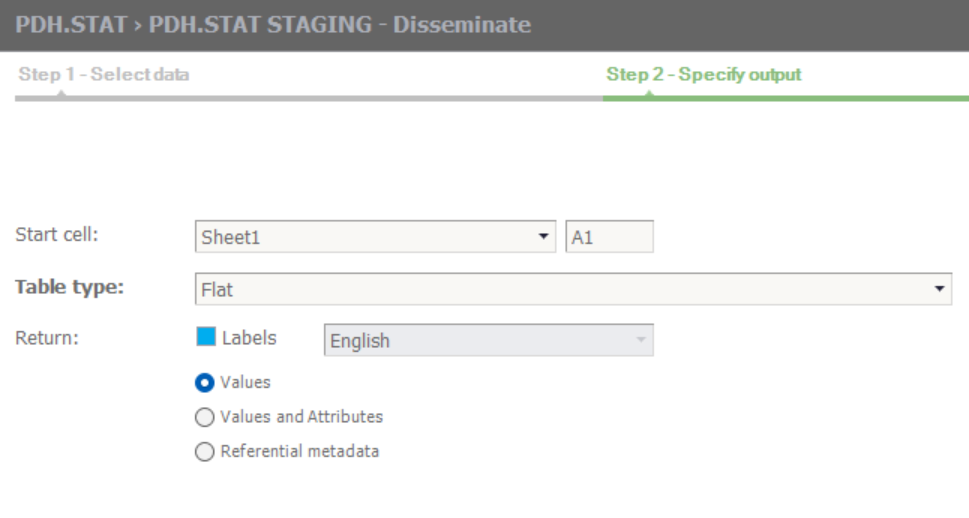 PDH.STAT › PDH.STAT STAGING - Disseminate
Step 1 - Select data
Step 2 - Specify output
Start cell: Sheet1 A1
Table type: Flat
Return: Labels English
Values
Values and Attributes
Referential metadata